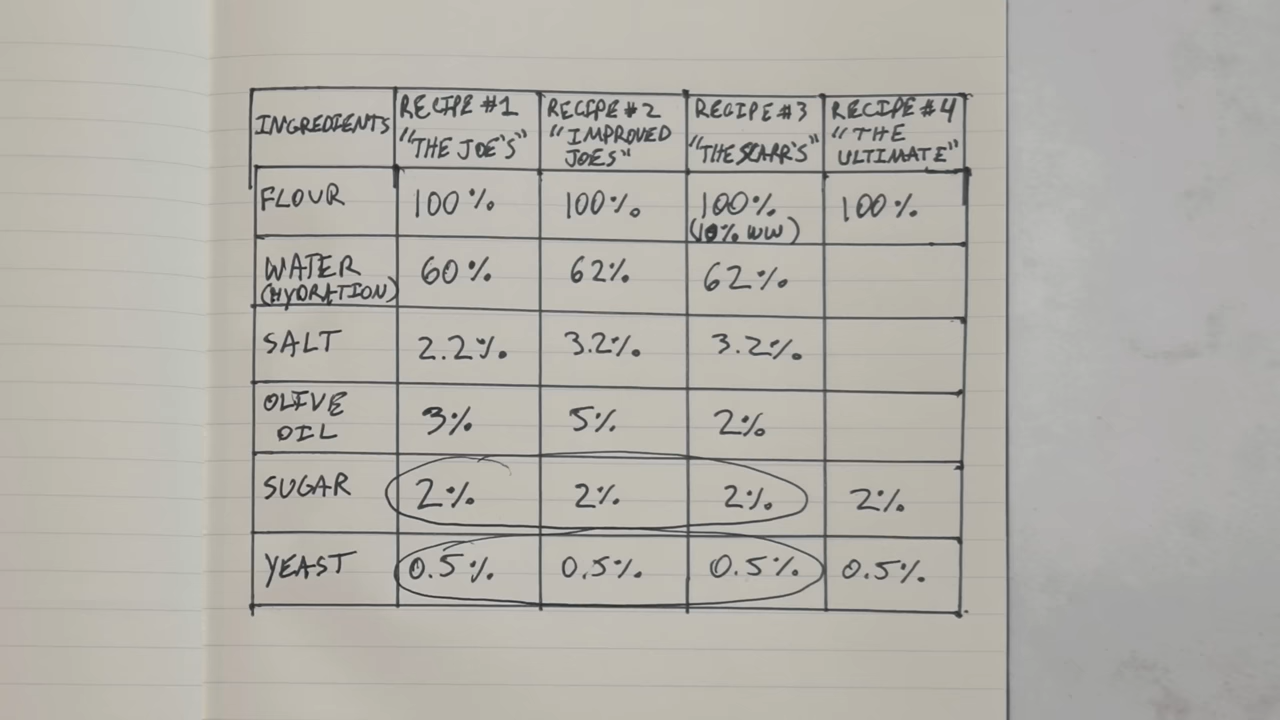 INGREDIENTS
RECIPE #1
"THE JOE'S"
RECIPE #2
"IMPROVED
JOES"
RECIPE #3
"THE SCARR'S"
RECIPE #4
"THE
ULTIMATE"
FLOUR
100%
100%
100%
(10% WW)
100%
WATER
(HYDRATION)
60%
62%
62%
SALT
2.2%
3.2%
3.2%
OLIVE
OIL
3%
5%
2%
SUGAR
2%
2%
2%
2%
YEAST
0.5%
0.5%
0.5%
0.5%